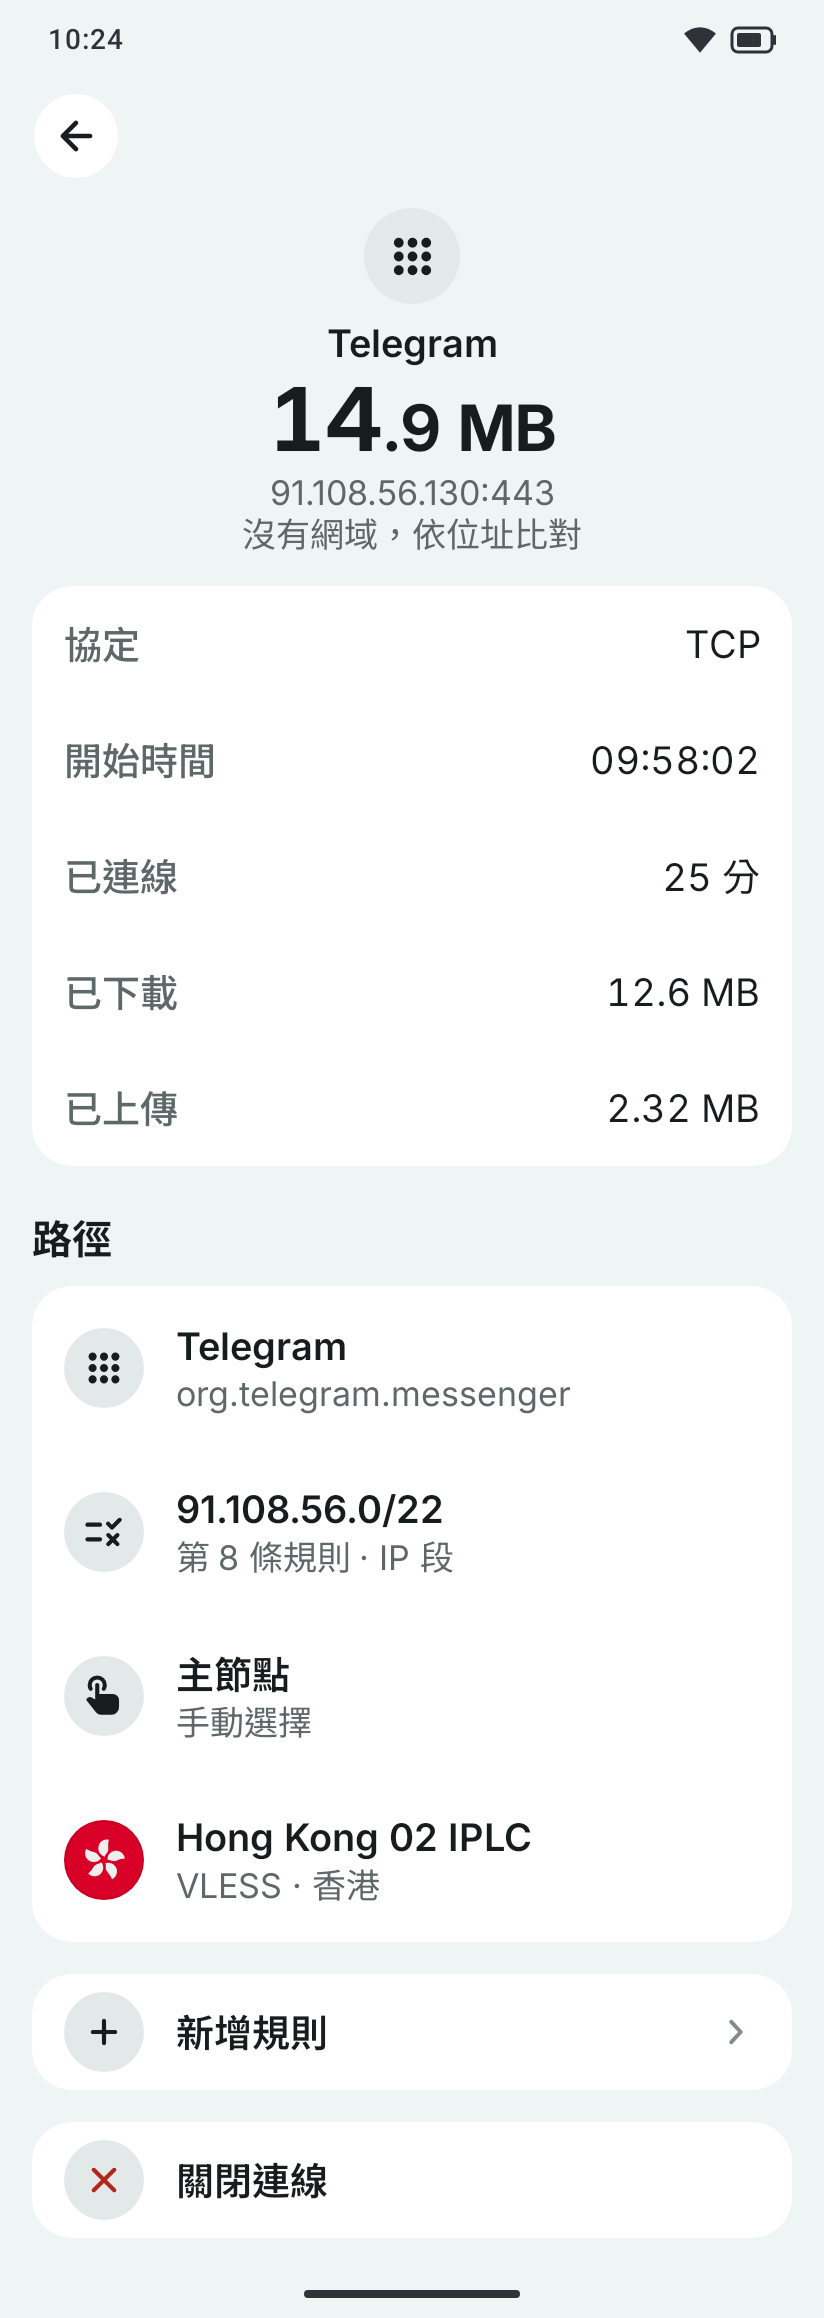 10:24
Telegram
14.9 MB
91.108.56.130:443
沒有網域，依位址比對
協定
TCP
開始時間
09:58:02
已連線
25 分
已下載
12.6 MB
已上傳
2.32 MB
路徑
Telegram
org.telegram.messenger
91.108.56.0/22
第 8 條規則 · IP 段
主節點
手動選擇
Hong Kong 02 IPLC
VLESS · 香港
新增規則
關閉連線